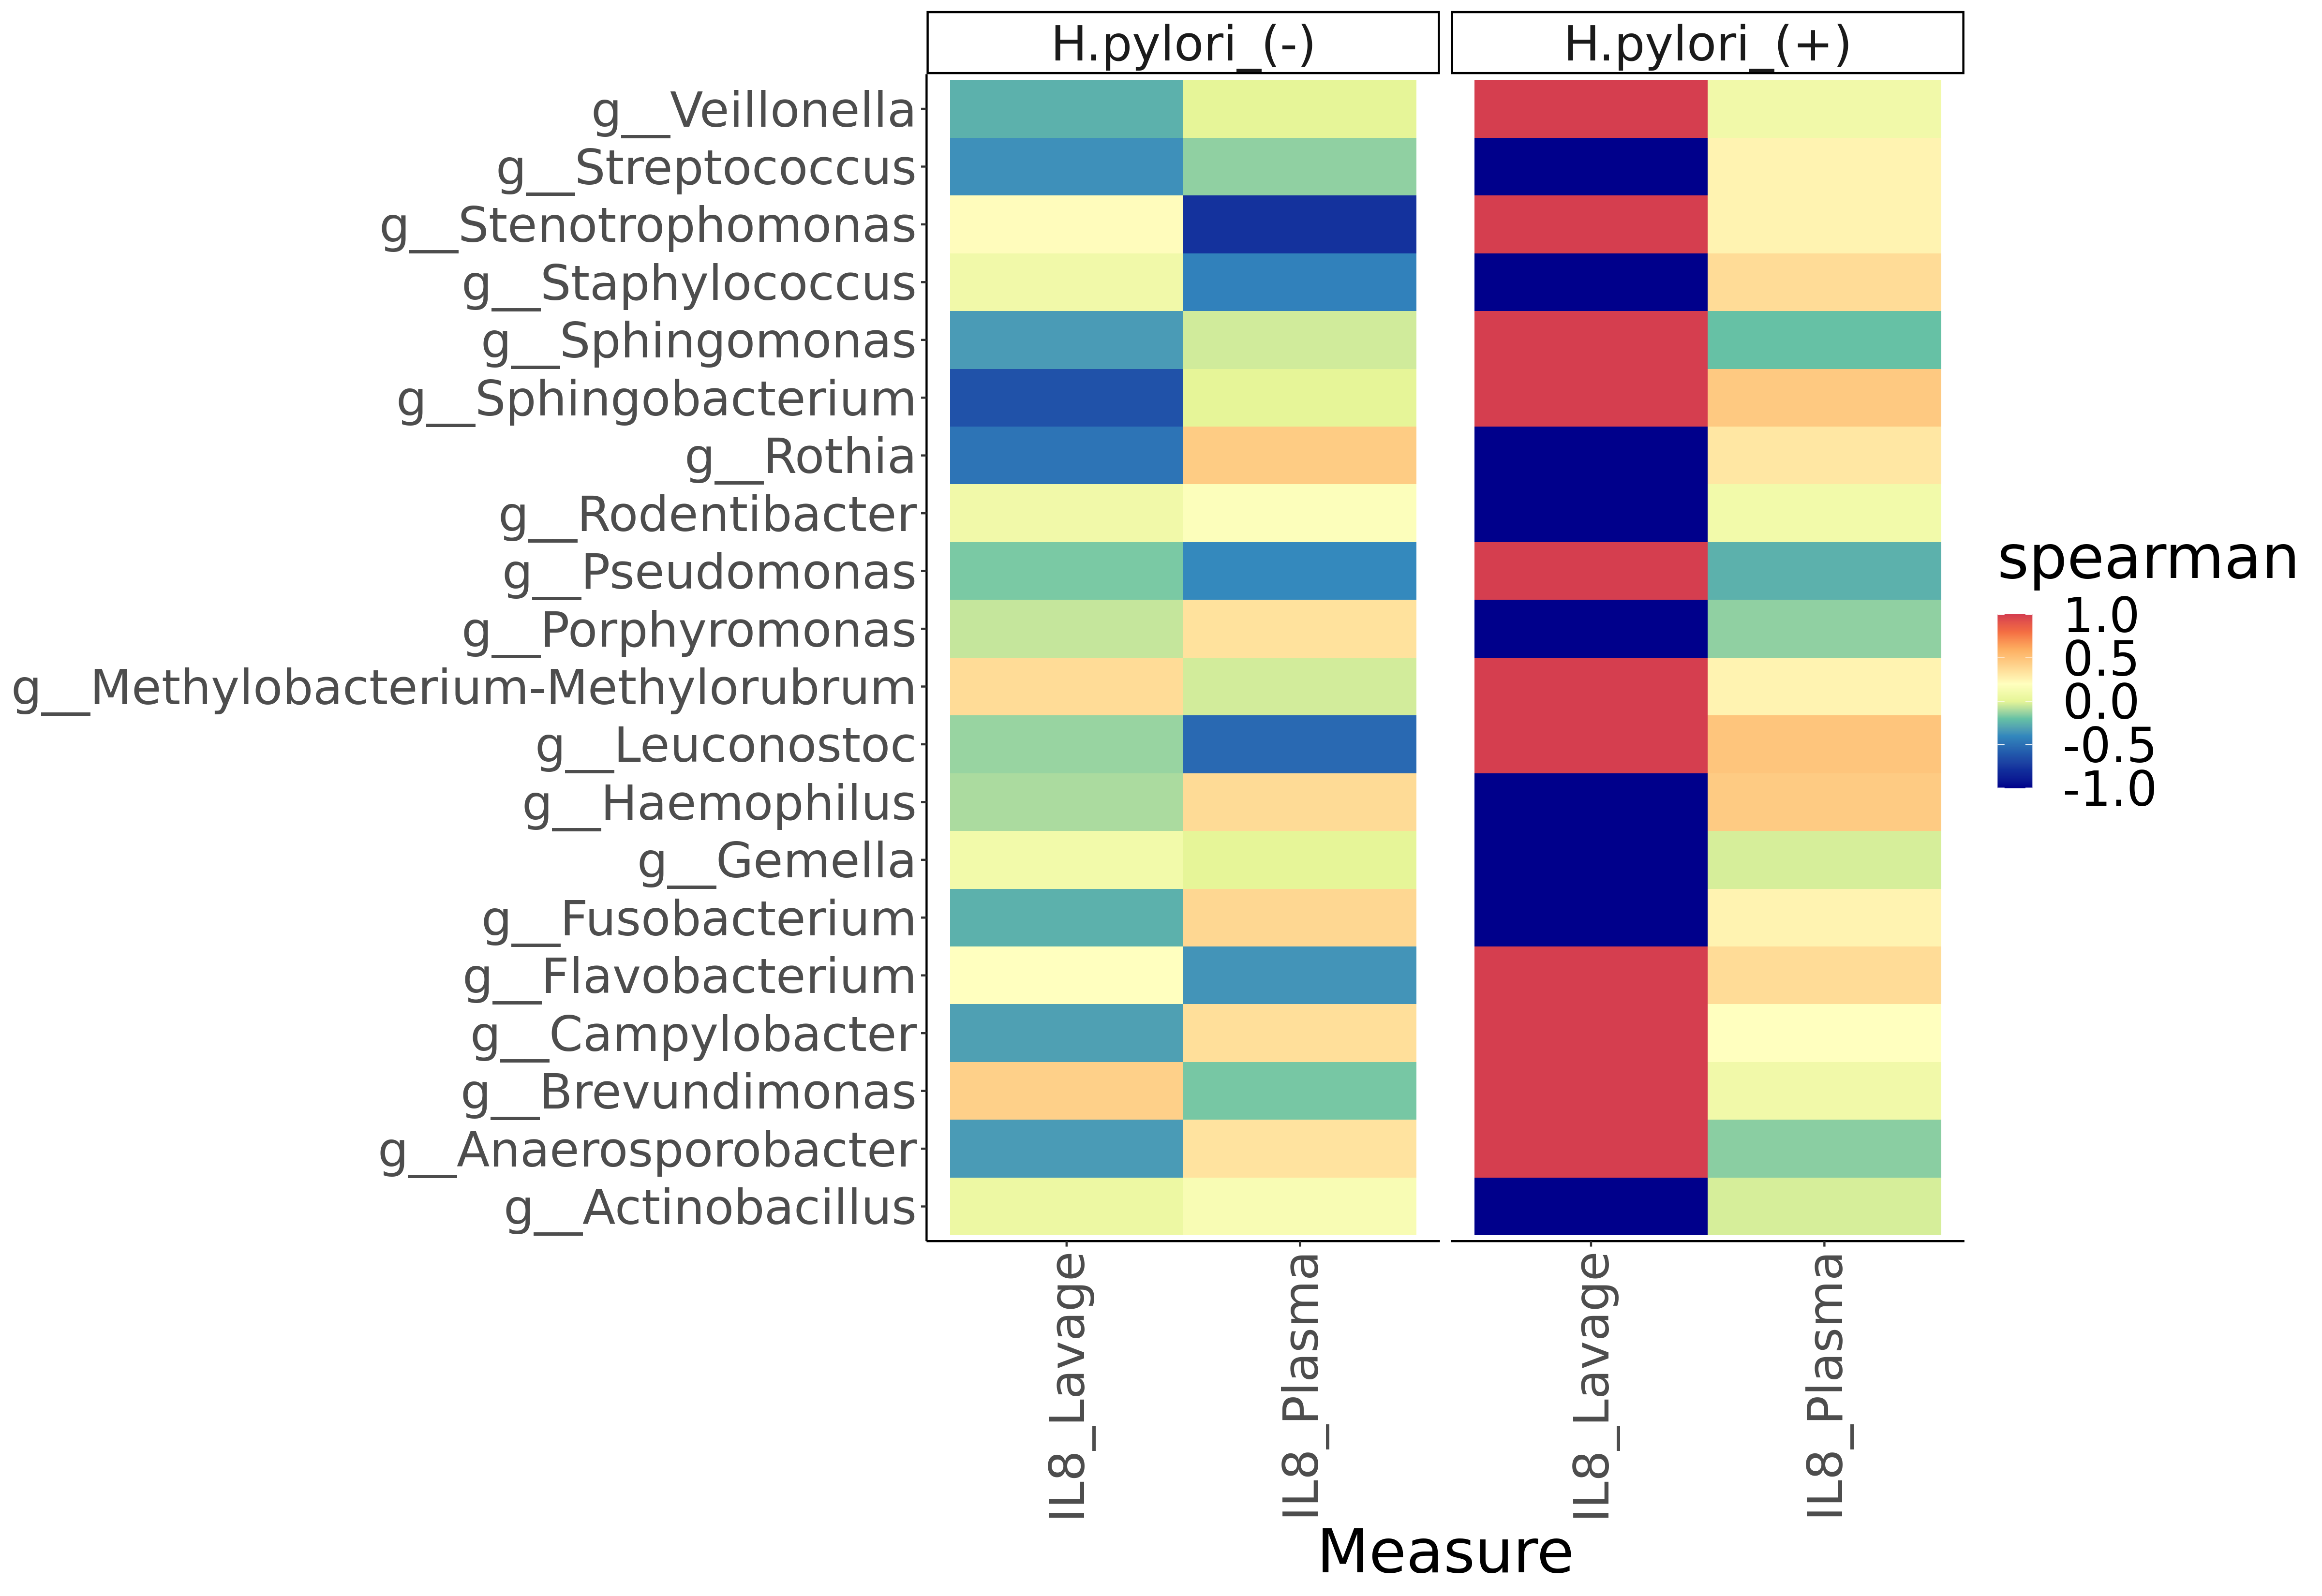 H.pylori_(-)
H.pylori_(+)
g__Veillonella
g__Streptococcus
g__Stenotrophomonas
g__Staphylococcus
g__Sphingomonas
g__Sphingobacterium
g__Rothia
g__Rodentibacter
g__Pseudomonas
g__Porphyromonas
g__Methylobacterium-Methylorubrum
g__Leuconostoc
g__Haemophilus
g__Gemella
g__Fusobacterium
g__Flavobacterium
g__Campylobacter
g__Brevundimonas
g__Anaerosporobacter
g__Actinobacillus
IL8_Lavage
IL8_Plasma
IL8_Lavage
IL8_Plasma
Measure
spearman
1.0
0.5
0.0
-0.5
-1.0